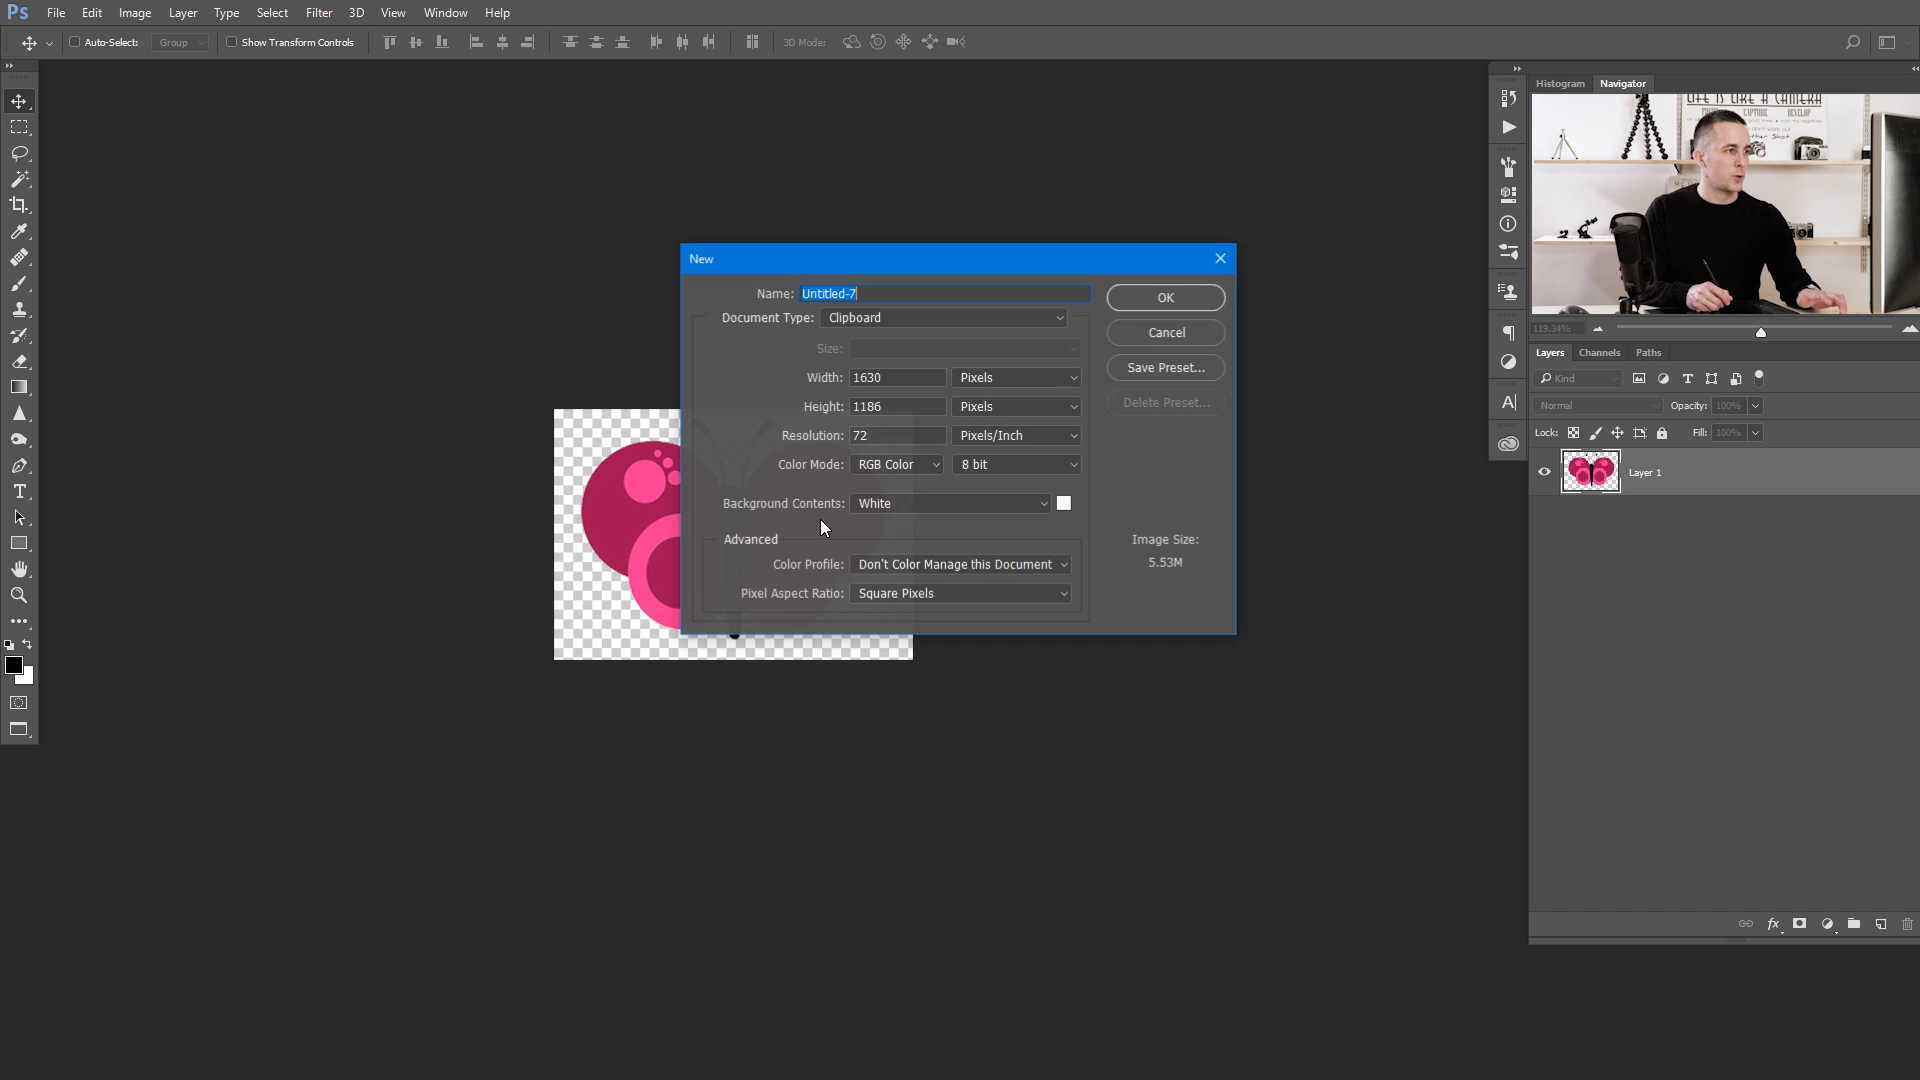 Ps File Edit Image Layer Type Select Filter 3D View Window Help
Auto-Select: Group Show Transform Controls 3D Mode:
Histogram Navigator
LIFE IS LIKE A CAMERA
CAPTURE DEVELOP
119.34%
New
Name: Untitled-7
Document Type: Clipboard
Size:
Width: 1630 Pixels
Height: 1186 Pixels
Resolution: 72 Pixels/Inch
Color Mode: RGB Color 8 bit
Background Contents: White
Advanced
Color Profile: Don't Color Manage this Document
Pixel Aspect Ratio: Square Pixels
OK
Cancel
Save Preset...
Delete Preset...
Image Size:
5.53M
Layers Channels Paths
Kind
Normal Opacity: 100%
Lock: Fill: 100%
Layer 1